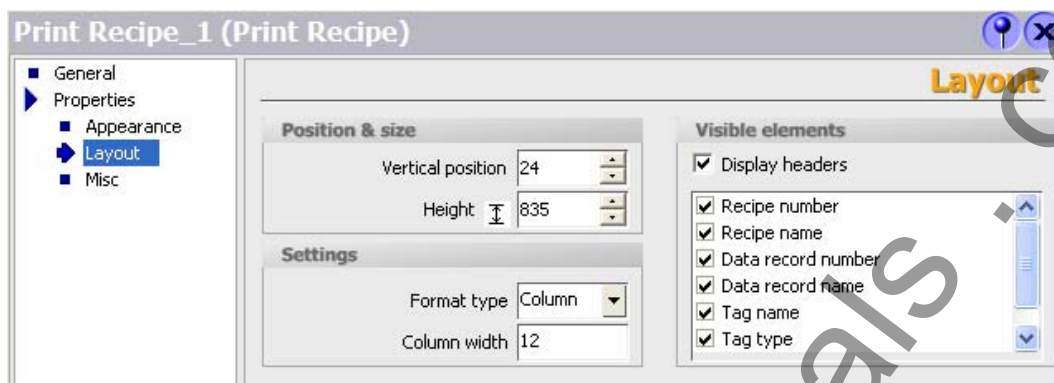 Print Recipe_1 (Print Recipe)
General
Properties
Appearance
Layout
Misc
Layout
Position & size
Vertical position 24
Height 835
Settings
Format type Column
Column width 12
Visible elements
Display headers
Recipe number
Recipe name
Data record number
Data record name
Tag name
Tag type